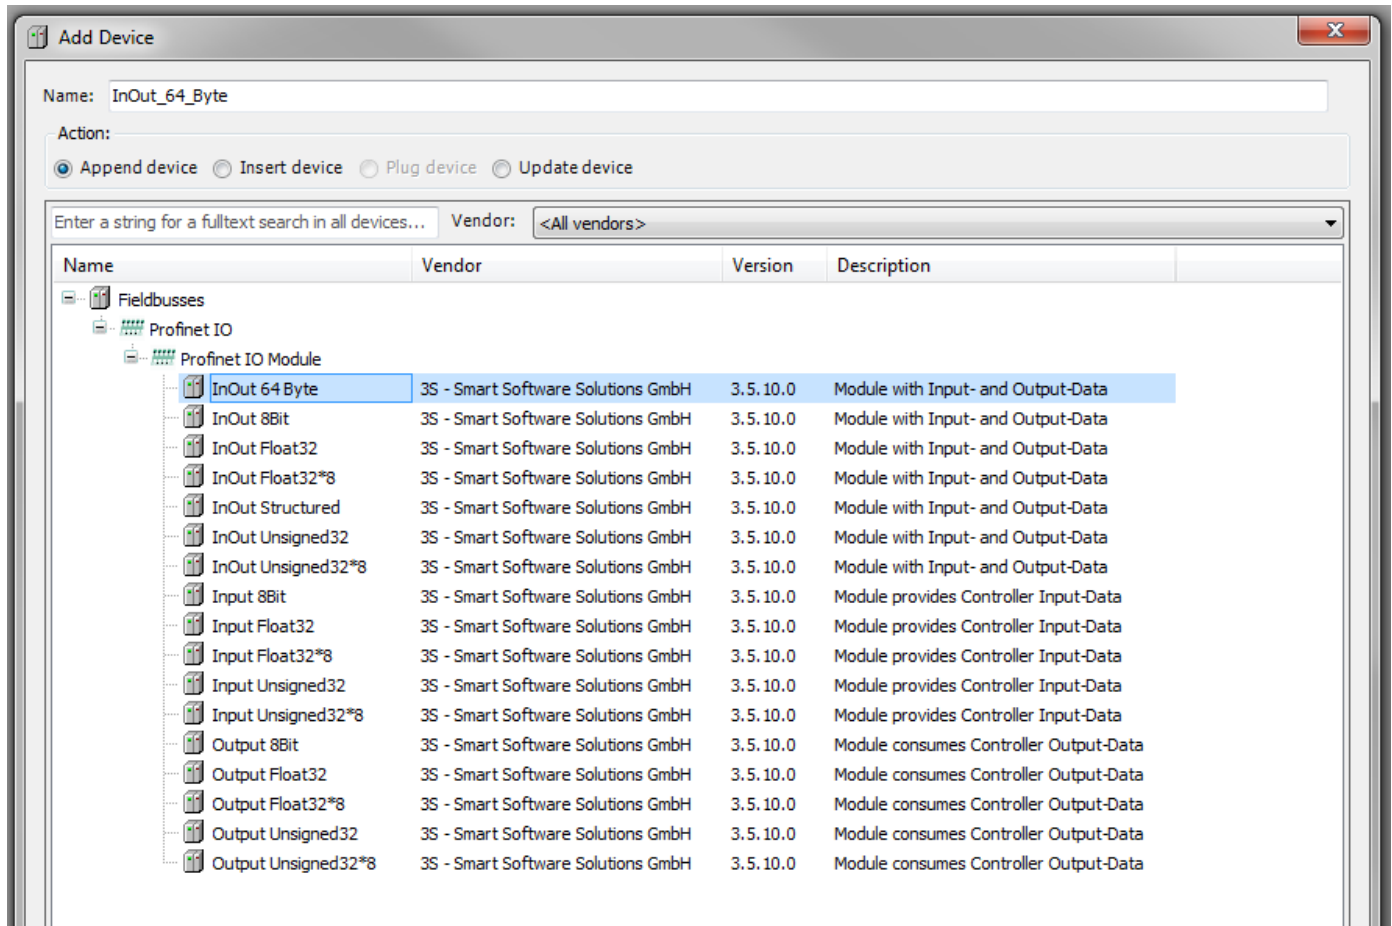 Add Device
X
Name: InOut_64_Byte
Action:
Append device Insert device Plug device Update device
Enter a string for a fulltext search in all devices... Vendor: <All vendors>
Name Vendor Version Description
Fieldbusses
Profinet IO
Profinet IO Module
InOut 64 Byte 3S - Smart Software Solutions GmbH 3.5.10.0 Module with Input- and Output-Data
InOut 8Bit 3S - Smart Software Solutions GmbH 3.5.10.0 Module with Input- and Output-Data
InOut Float32 3S - Smart Software Solutions GmbH 3.5.10.0 Module with Input- and Output-Data
InOut Float32*8 3S - Smart Software Solutions GmbH 3.5.10.0 Module with Input- and Output-Data
InOut Structured 3S - Smart Software Solutions GmbH 3.5.10.0 Module with Input- and Output-Data
InOut Unsigned32 3S - Smart Software Solutions GmbH 3.5.10.0 Module with Input- and Output-Data
InOut Unsigned32*8 3S - Smart Software Solutions GmbH 3.5.10.0 Module with Input- and Output-Data
Input 8Bit 3S - Smart Software Solutions GmbH 3.5.10.0 Module provides Controller Input-Data
Input Float32 3S - Smart Software Solutions GmbH 3.5.10.0 Module provides Controller Input-Data
Input Float32*8 3S - Smart Software Solutions GmbH 3.5.10.0 Module provides Controller Input-Data
Input Unsigned32 3S - Smart Software Solutions GmbH 3.5.10.0 Module provides Controller Input-Data
Input Unsigned32*8 3S - Smart Software Solutions GmbH 3.5.10.0 Module provides Controller Input-Data
Output 8Bit 3S - Smart Software Solutions GmbH 3.5.10.0 Module consumes Controller Output-Data
Output Float32 3S - Smart Software Solutions GmbH 3.5.10.0 Module consumes Controller Output-Data
Output Float32*8 3S - Smart Software Solutions GmbH 3.5.10.0 Module consumes Controller Output-Data
Output Unsigned32 3S - Smart Software Solutions GmbH 3.5.10.0 Module consumes Controller Output-Data
Output Unsigned32*8 3S - Smart Software Solutions GmbH 3.5.10.0 Module consumes Controller Output-Data